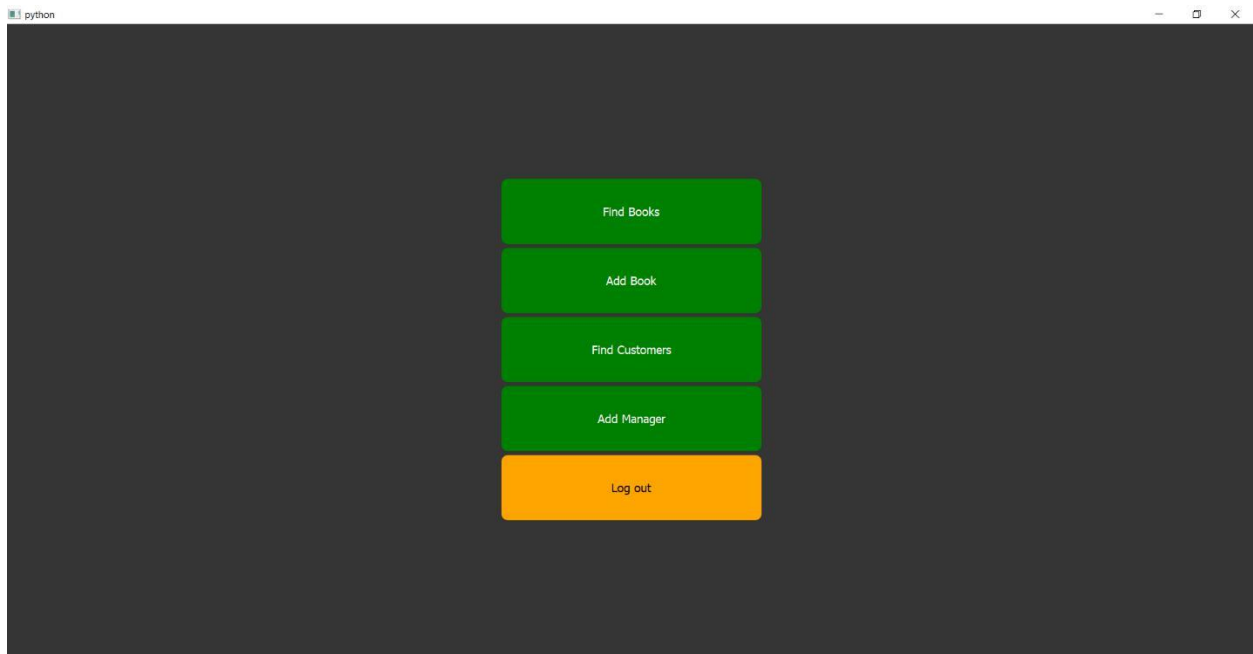 python
Find Books
Add Book
Find Customers
Add Manager
Log out